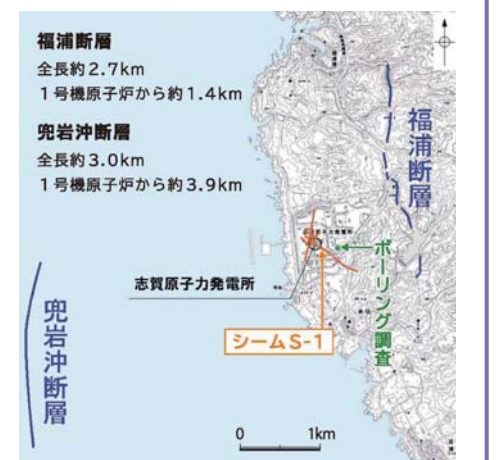 福浦断層
全長約2.7km
1号機原子炉から約1.4km
兜岩沖断層
全長約3.0km
1号機原子炉から約3.9km
福浦断層
志賀原子力発電所
ボーリング調査
シームS-1
兜岩沖断層
0 1km